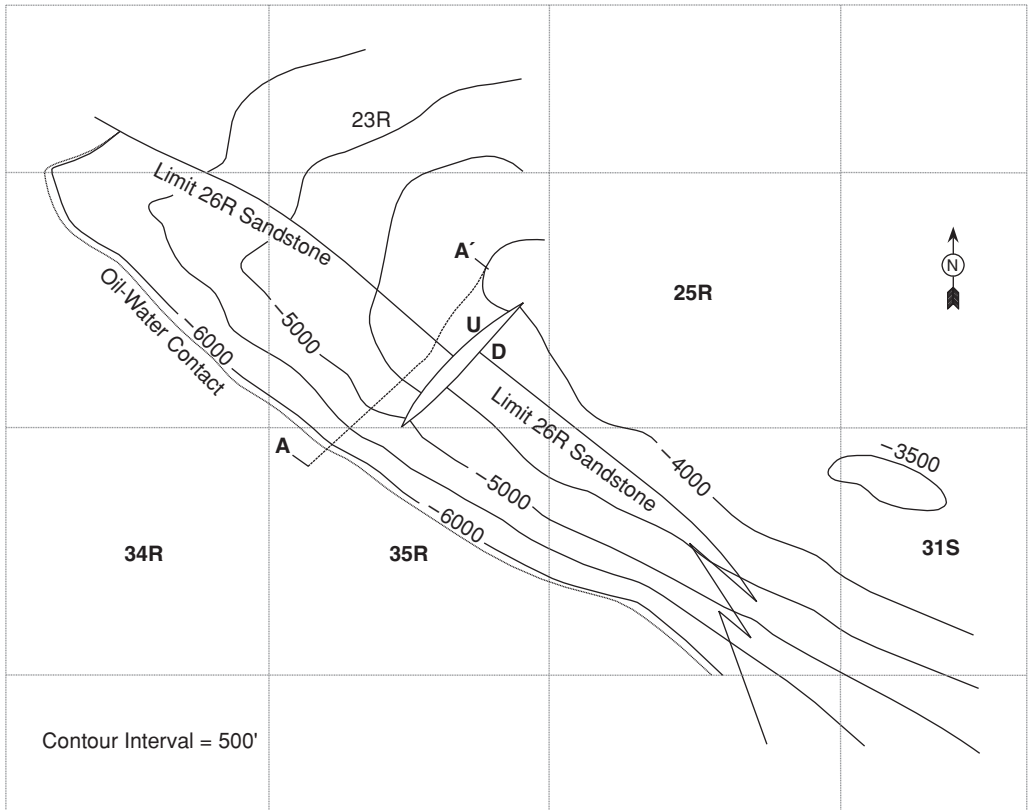 23R
Limit 26R Sandstone
A´
N
25R
Oil-Water Contact
−6000
−5000
U
D
Limit 26R Sandstone
−4000
−3500
A
−5000
−6000
34R
35R
31S
Contour Interval = 500'